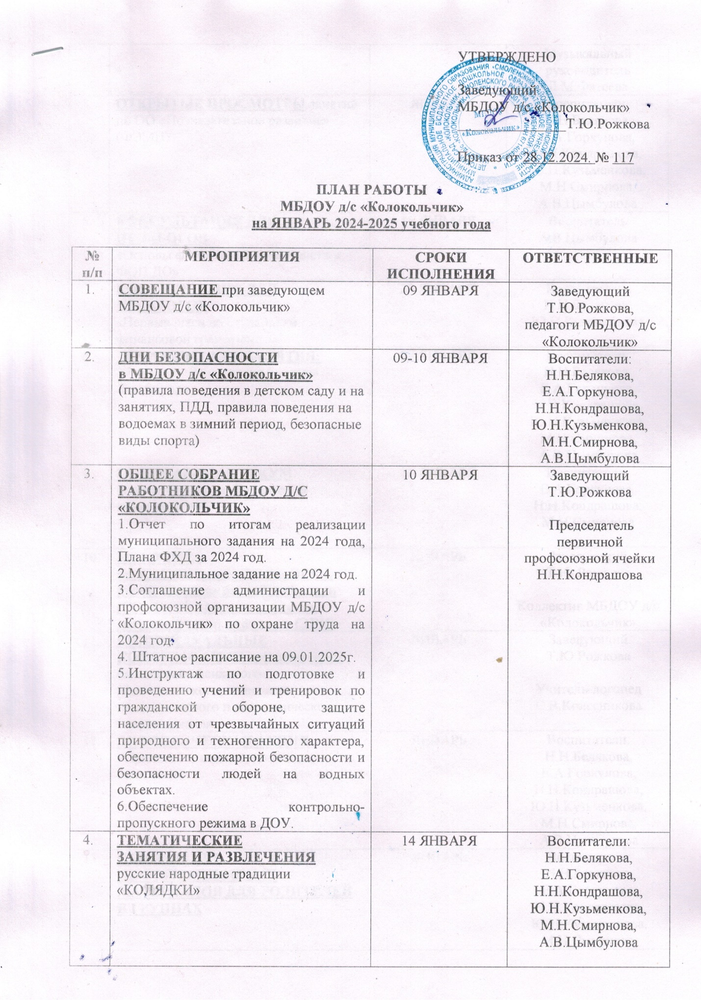 УТВЕРЖДЕНО
Заведующий
МБДОУ д/с «Колокольчик»
Т.Ю.Рожкова
Приказ от 28.12.2024. № 117
ПЛАН РАБОТЫ
МБДОУ д/с «Колокольчик»
на ЯНВАРЬ 2024-2025 учебного года
№ п/п
МЕРОПРИЯТИЯ
СРОКИ
ИСПОЛНЕНИЯ
ОТВЕТСТВЕННЫЕ
1.
СОВЕЩАНИЕ при заведующем
МБДОУ д/с «Колокольчик»
09 ЯНВАРЯ
Заведующий
Т.Ю.Рожкова,
педагоги МБДОУ д/с
«Колокольчик»
2.
ДНИ БЕЗОПАСНОСТИ
в МБДОУ д/с «Колокольчик»
(правила поведения в детском саду и на
занятиях, ПДД, правила поведения на
водоемах в зимний период, безопасные
виды спорта)
09-10 ЯНВАРЯ
Воспитатели:
Н.Н.Белякова,
Е.А.Горкунова,
Н.Н.Кондрашова,
Ю.Н.Кузьменкова,
М.Н.Смирнова,
А.В.Цымбулова
3.
ОБЩЕЕ СОБРАНИЕ
РАБОТНИКОВ МБДОУ Д/С
«КОЛОКОЛЬЧИК»
1.Отчет по итогам реализации
муниципального задания на 2024 года,
Плана ФХД за 2024 год.
2.Муниципальное задание на 2024 год.
3.Соглашение администрации и
профсоюзной организации МБДОУ д/с
«Колокольчик» по охране труда на
2024 год.
4. Штатное расписание на 09.01.2025г.
5.Инструктаж по подготовке и
проведению учений и тренировок по
гражданской обороне, защите
населения от чрезвычайных ситуаций
природного и техногенного характера,
обеспечению пожарной безопасности и
безопасности людей на водных
объектах.
6.Обеспечение контрольно-
пропускного режима в ДОУ.
10 ЯНВАРЯ
Заведующий
Т.Ю.Рожкова
Председатель
первичной
профсоюзной ячейки
Н.Н.Кондрашова
4.
ТЕМАТИЧЕСКИЕ
ЗАНЯТИЯ И РАЗВЛЕЧЕНИЯ
русские народные традиции
«КОЛЯДКИ»
14 ЯНВАРЯ
Воспитатели:
Н.Н.Белякова,
Е.А.Горкунова,
Н.Н.Кондрашова,
Ю.Н.Кузьменкова,
М.Н.Смирнова,
А.В.Цымбулова